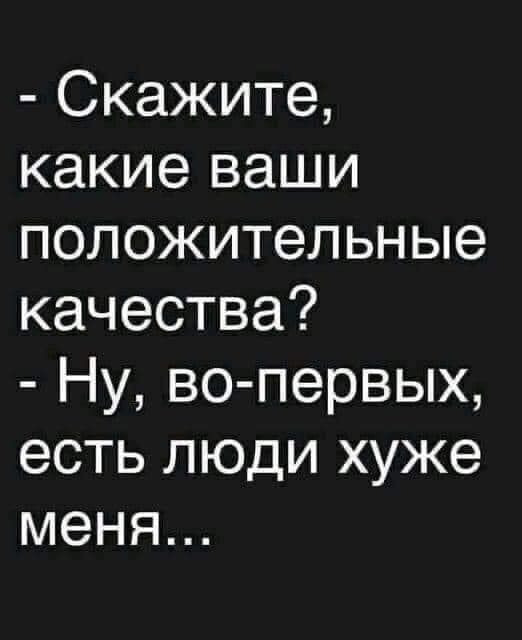 - Скажите,
какие ваши
положительные
качества?
- Ну, во-первых,
есть люди хуже
меня...